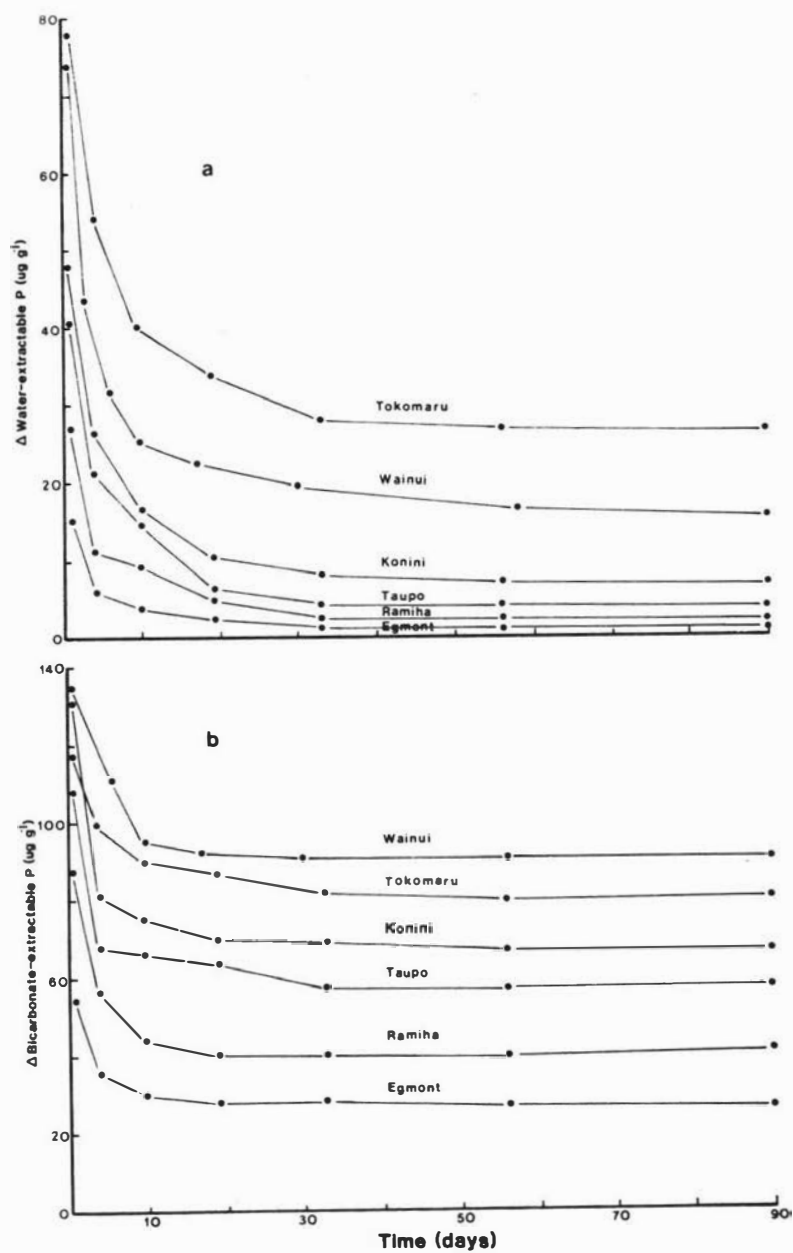 80
a
60
Δ Water-extractable P (ug g⁻¹)
40
Tokomaru
20
Wainui
Konini
Taupo
Ramiha
Egmont
0
140
b
100
Δ Bicarbonate-extractable P (ug g⁻¹)
Wainui
Tokomaru
Konini
Taupo
60
Ramiha
Egmont
20
0
10 30 50 70 90
Time (days)